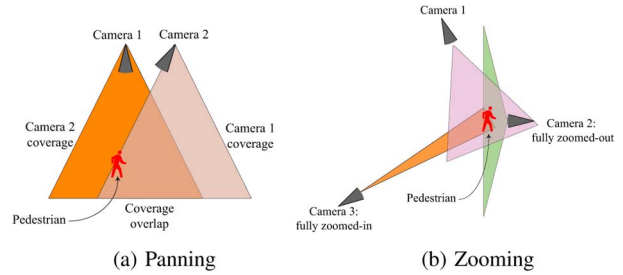 Camera 1
Camera 2
Camera 2
coverage
Camera 1
coverage
Pedestrian
Coverage
overlap
(a) Panning
Camera 1
Camera 2:
fully zoomed-out
Pedestrian
Camera 3:
fully zoomed-in
(b) Zooming